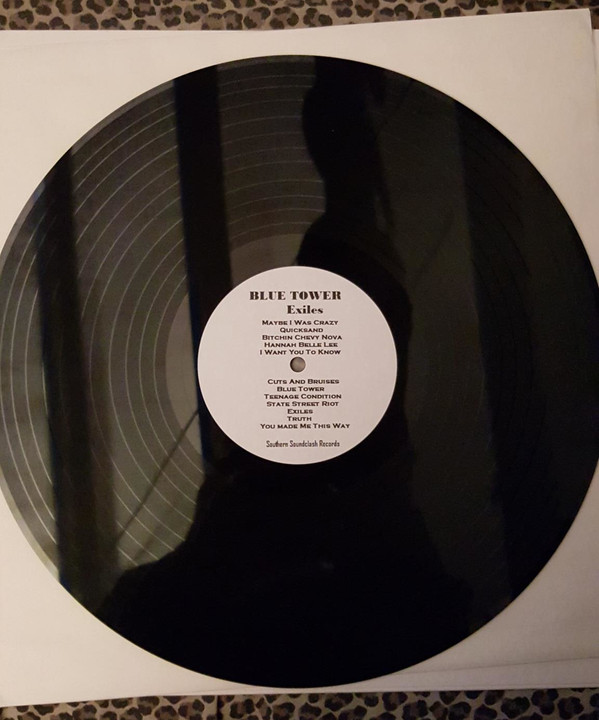 BLUE TOWER
Exiles
Maybe I Was Crazy
Quicksand
Bitchin Chevy Nova
Hannah Belle Lee
I Want You To Know
Cuts And Bruises
Blue Tower
Teenage Condition
State Street Riot
Exiles
Truth
You made Me This Way
Southern Soundclash Records